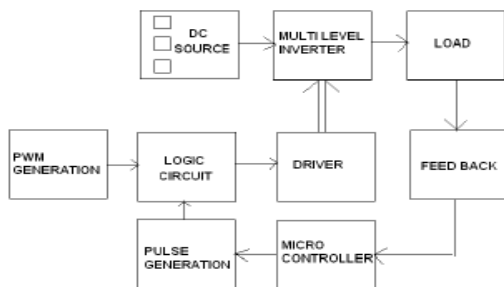 DC
SOURCE
MULTI LEVEL
INVERTER
LOAD
PWM
GENERATION
LOGIC
CIRCUIT
DRIVER
FEED BACK
PULSE
GENERATION
MICRO
CONTROLLER